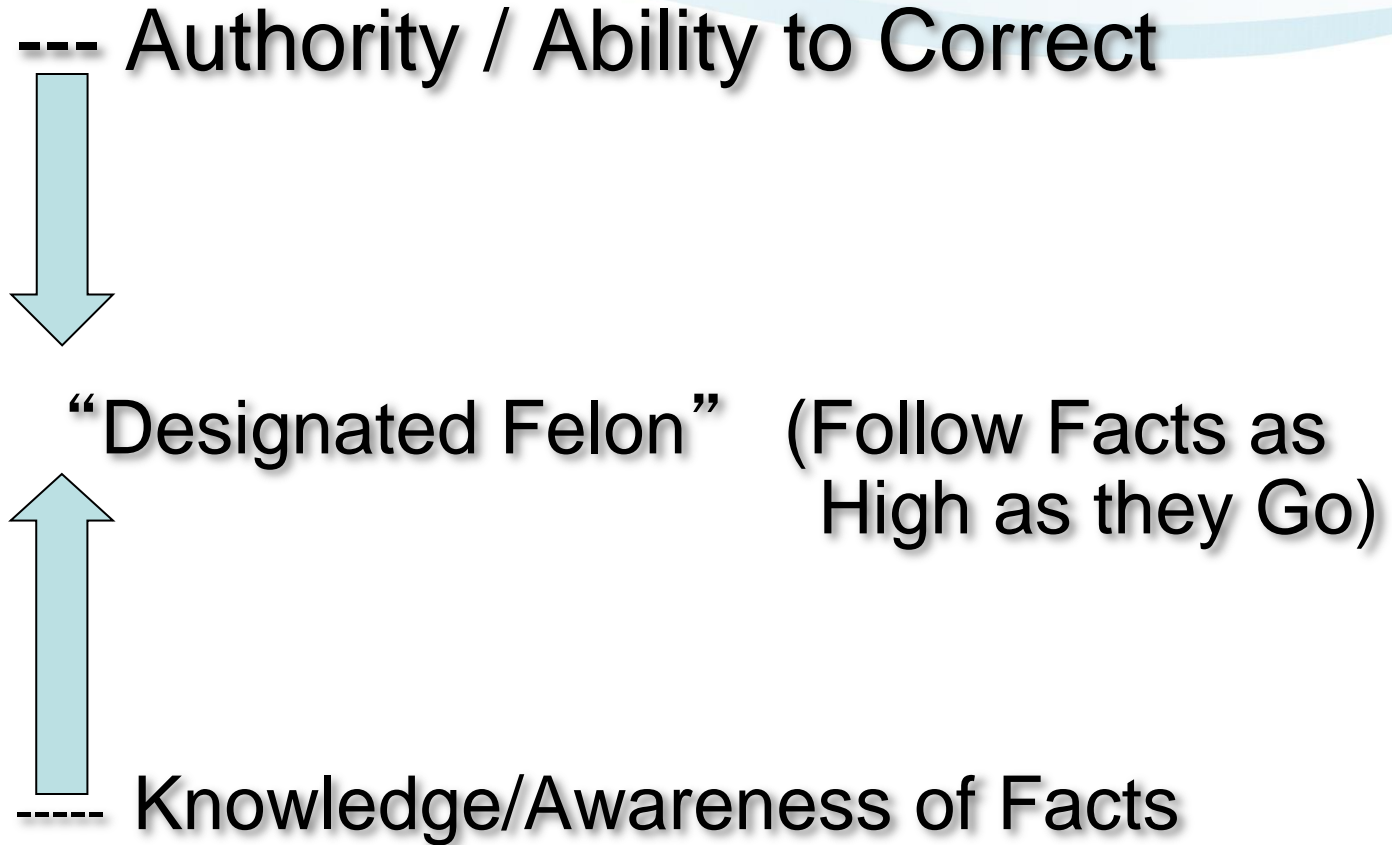 --- Authority / Ability to Correct
“Designated Felon” (Follow Facts as
High as they Go)
----- Knowledge/Awareness of Facts